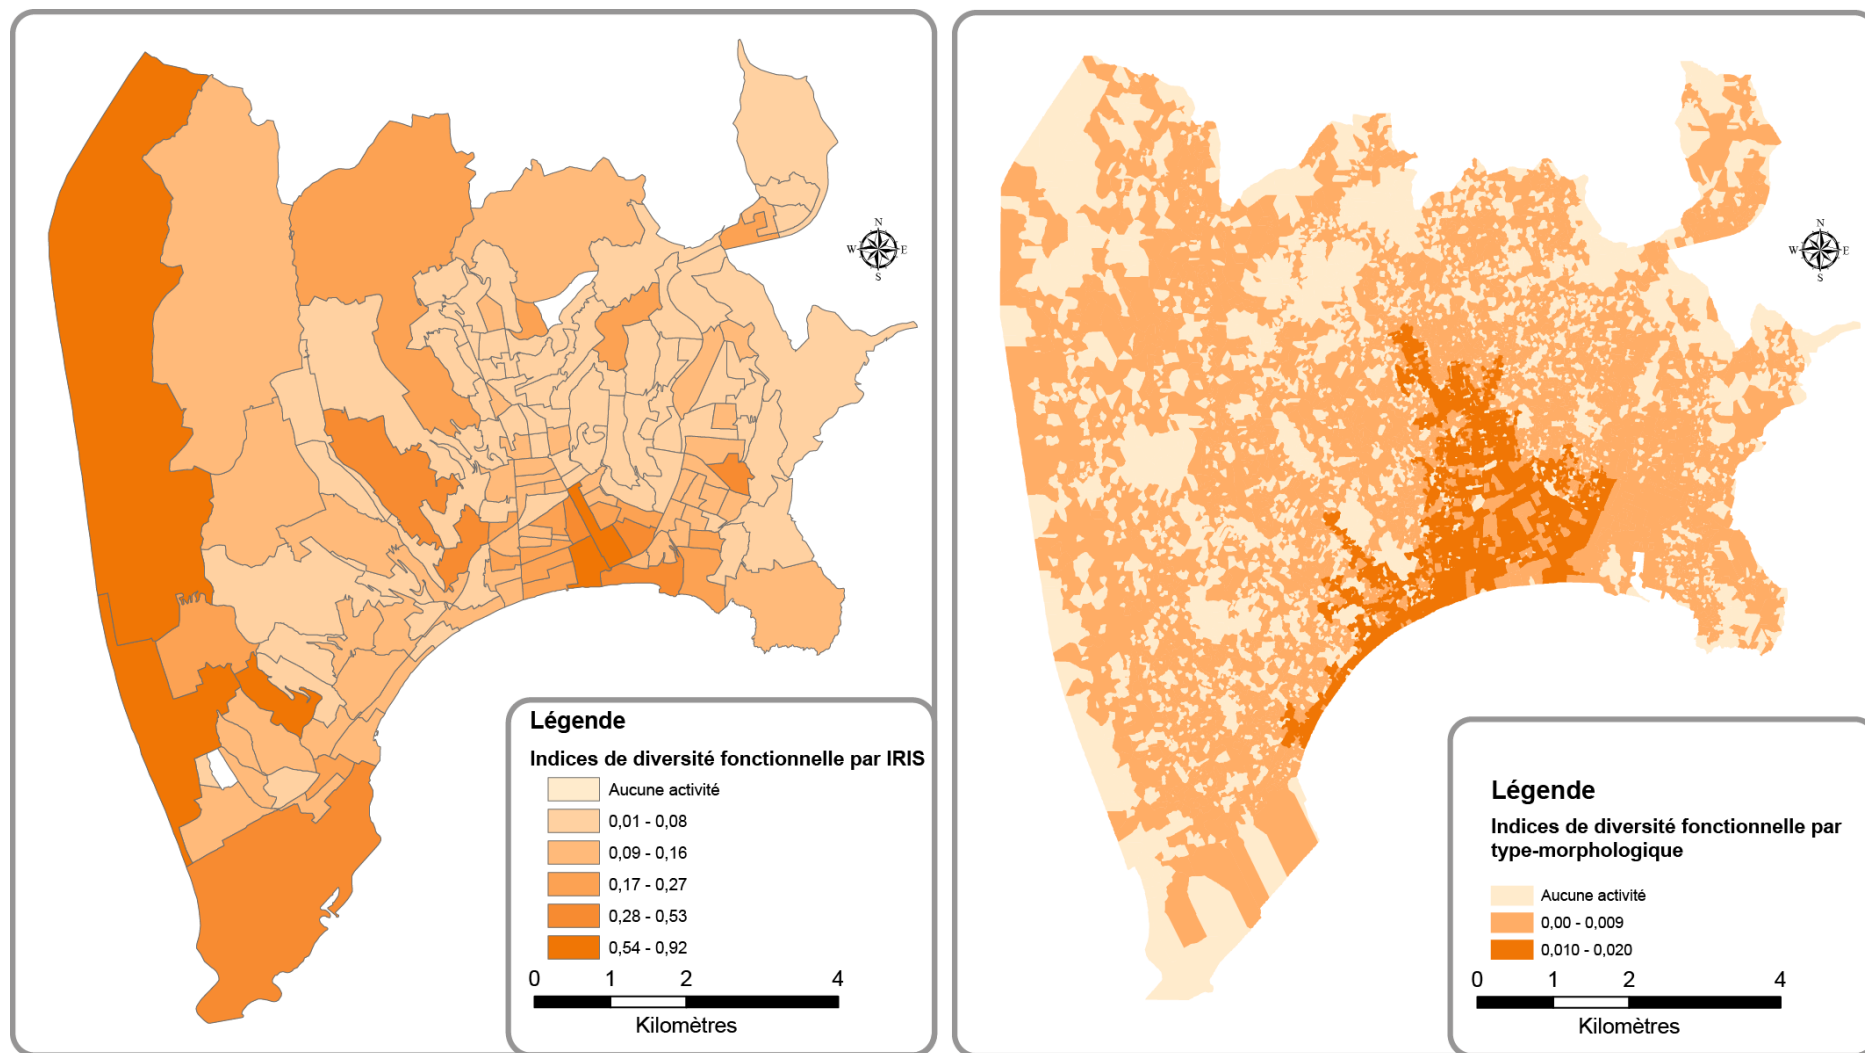 N
W E
S
Légende
Indices de diversité fonctionnelle par IRIS
Aucune activité
0,01 - 0,08
0,09 - 0,16
0,17 - 0,27
0,28 - 0,53
0,54 - 0,92
0 1 2 4
Kilomètres
N
W E
S
Légende
Indices de diversité fonctionnelle par
type-morphologique
Aucune activité
0,00 - 0,009
0,010 - 0,020
0 1 2 4
Kilomètres